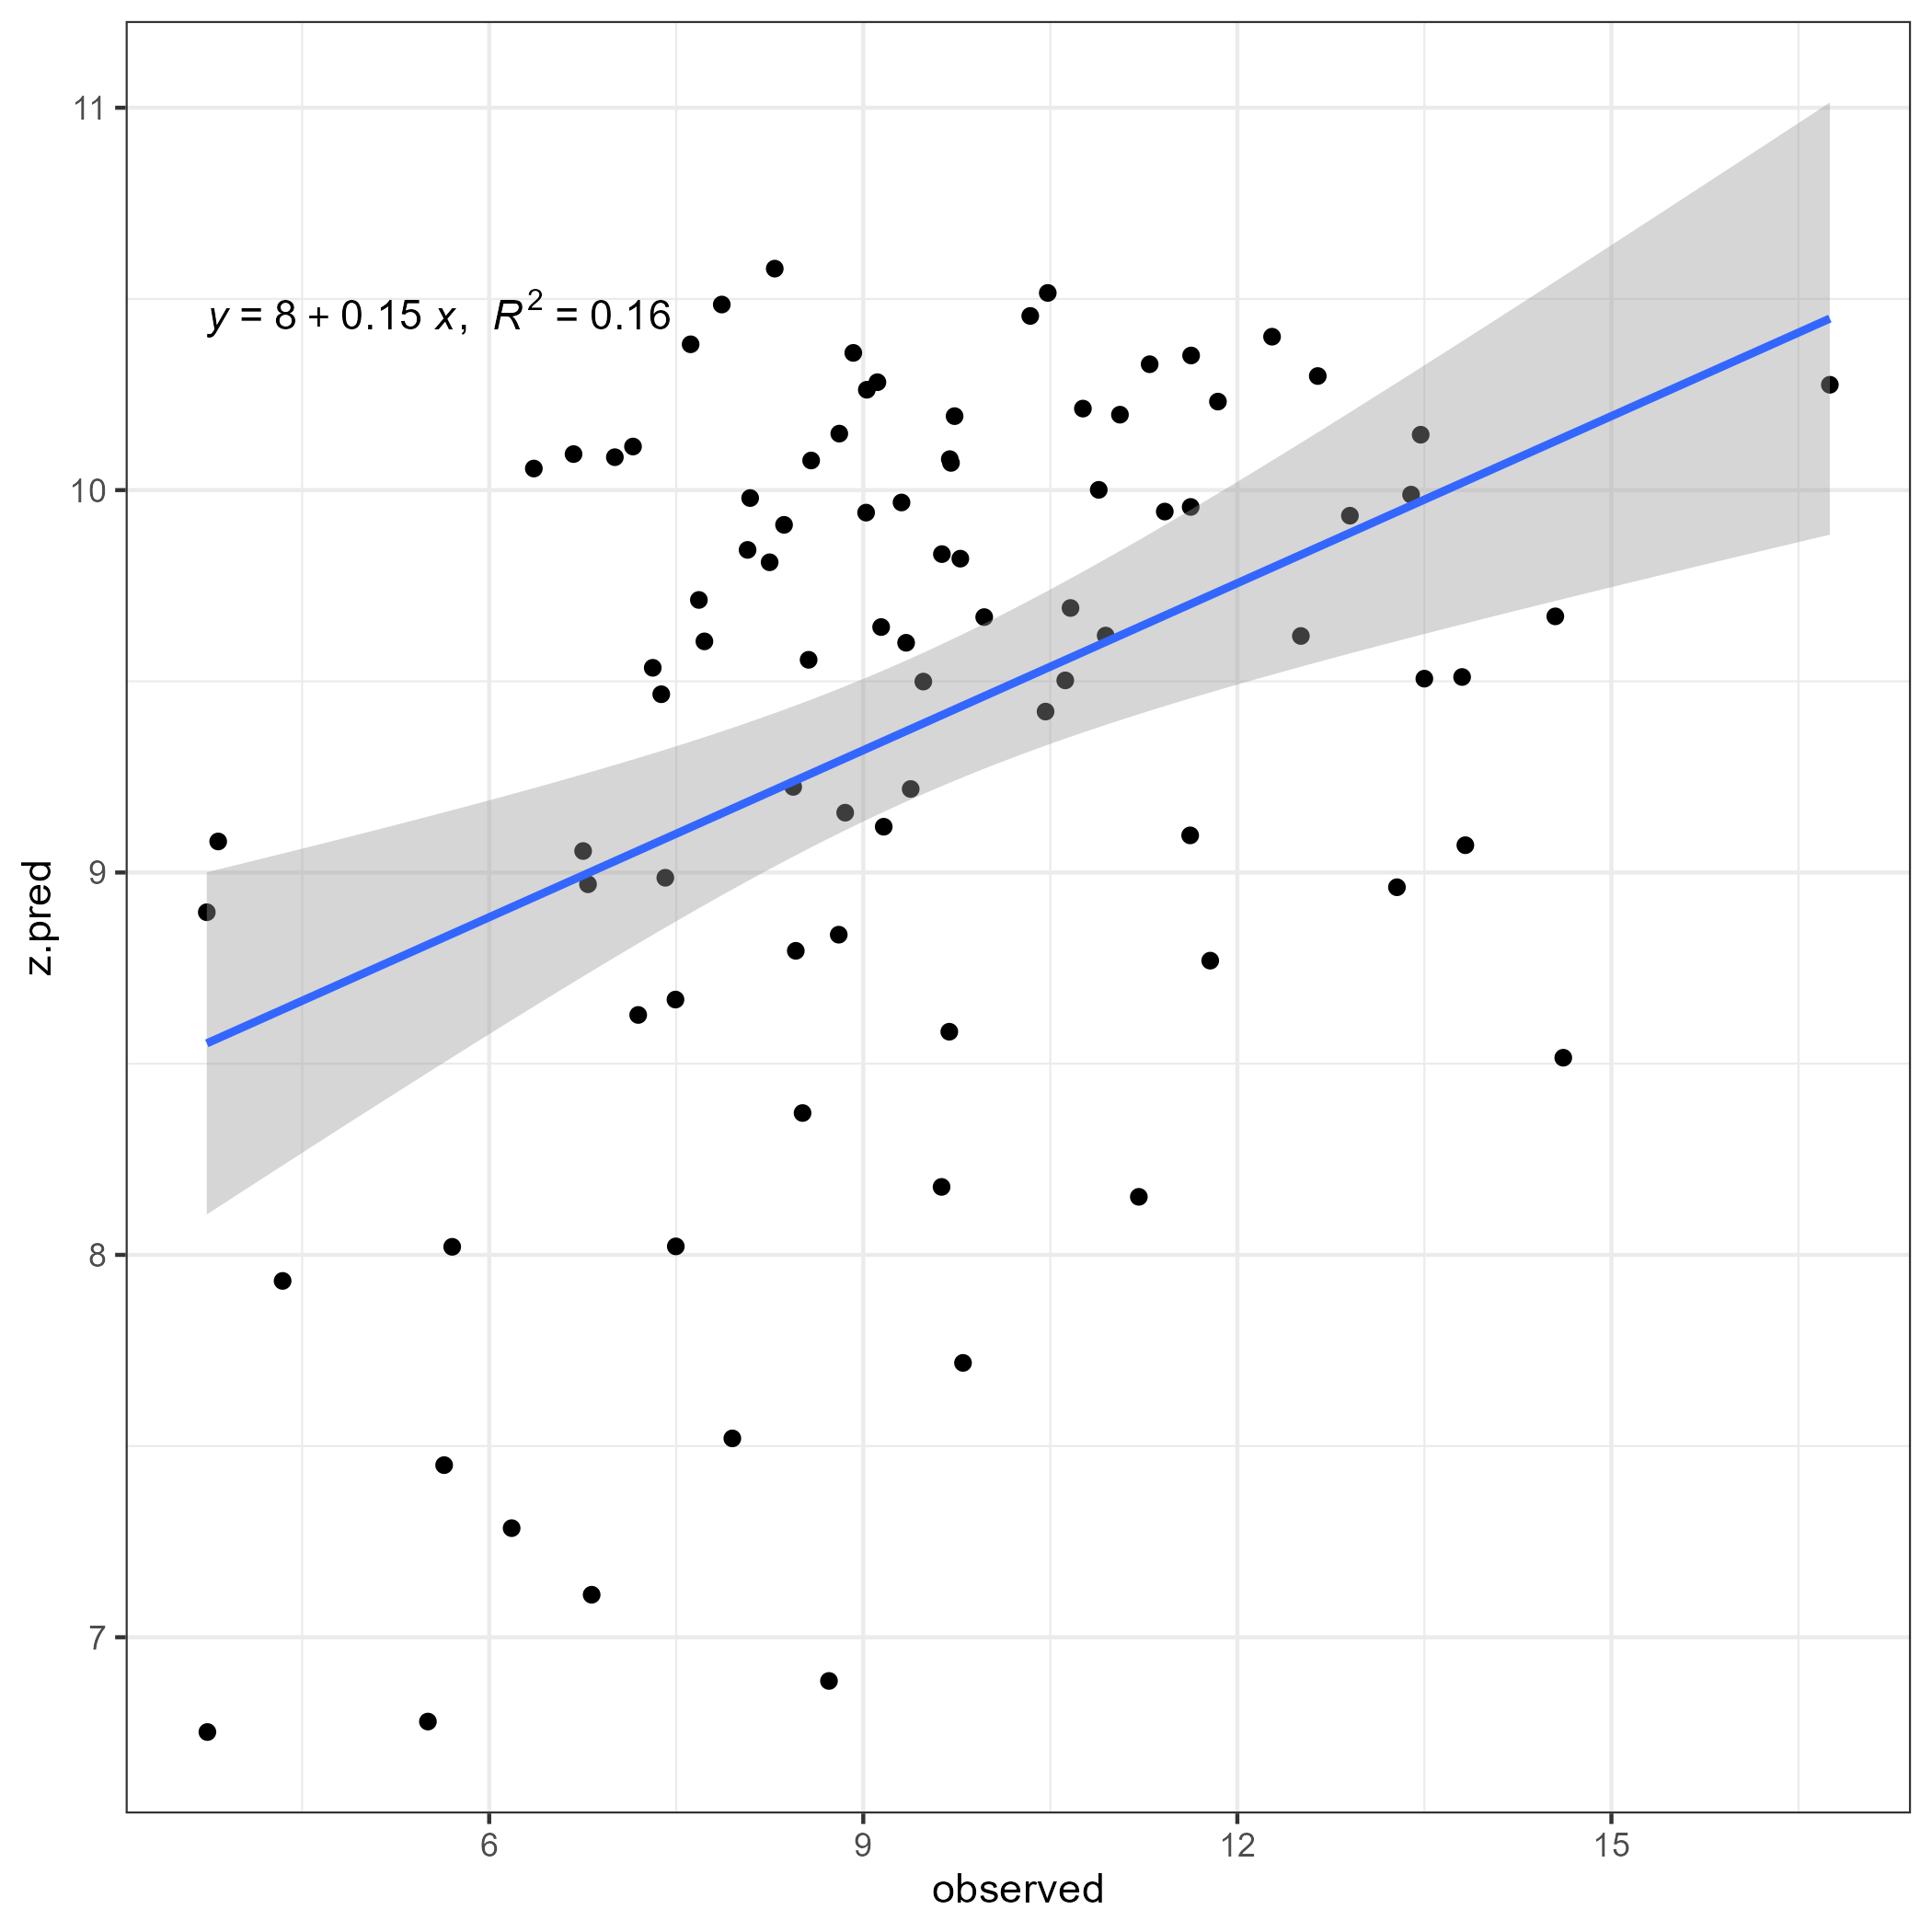 11
y = 8 + 0.15 x, R² = 0.16
10
9
8
7
z.pred
6 9 12 15
observed